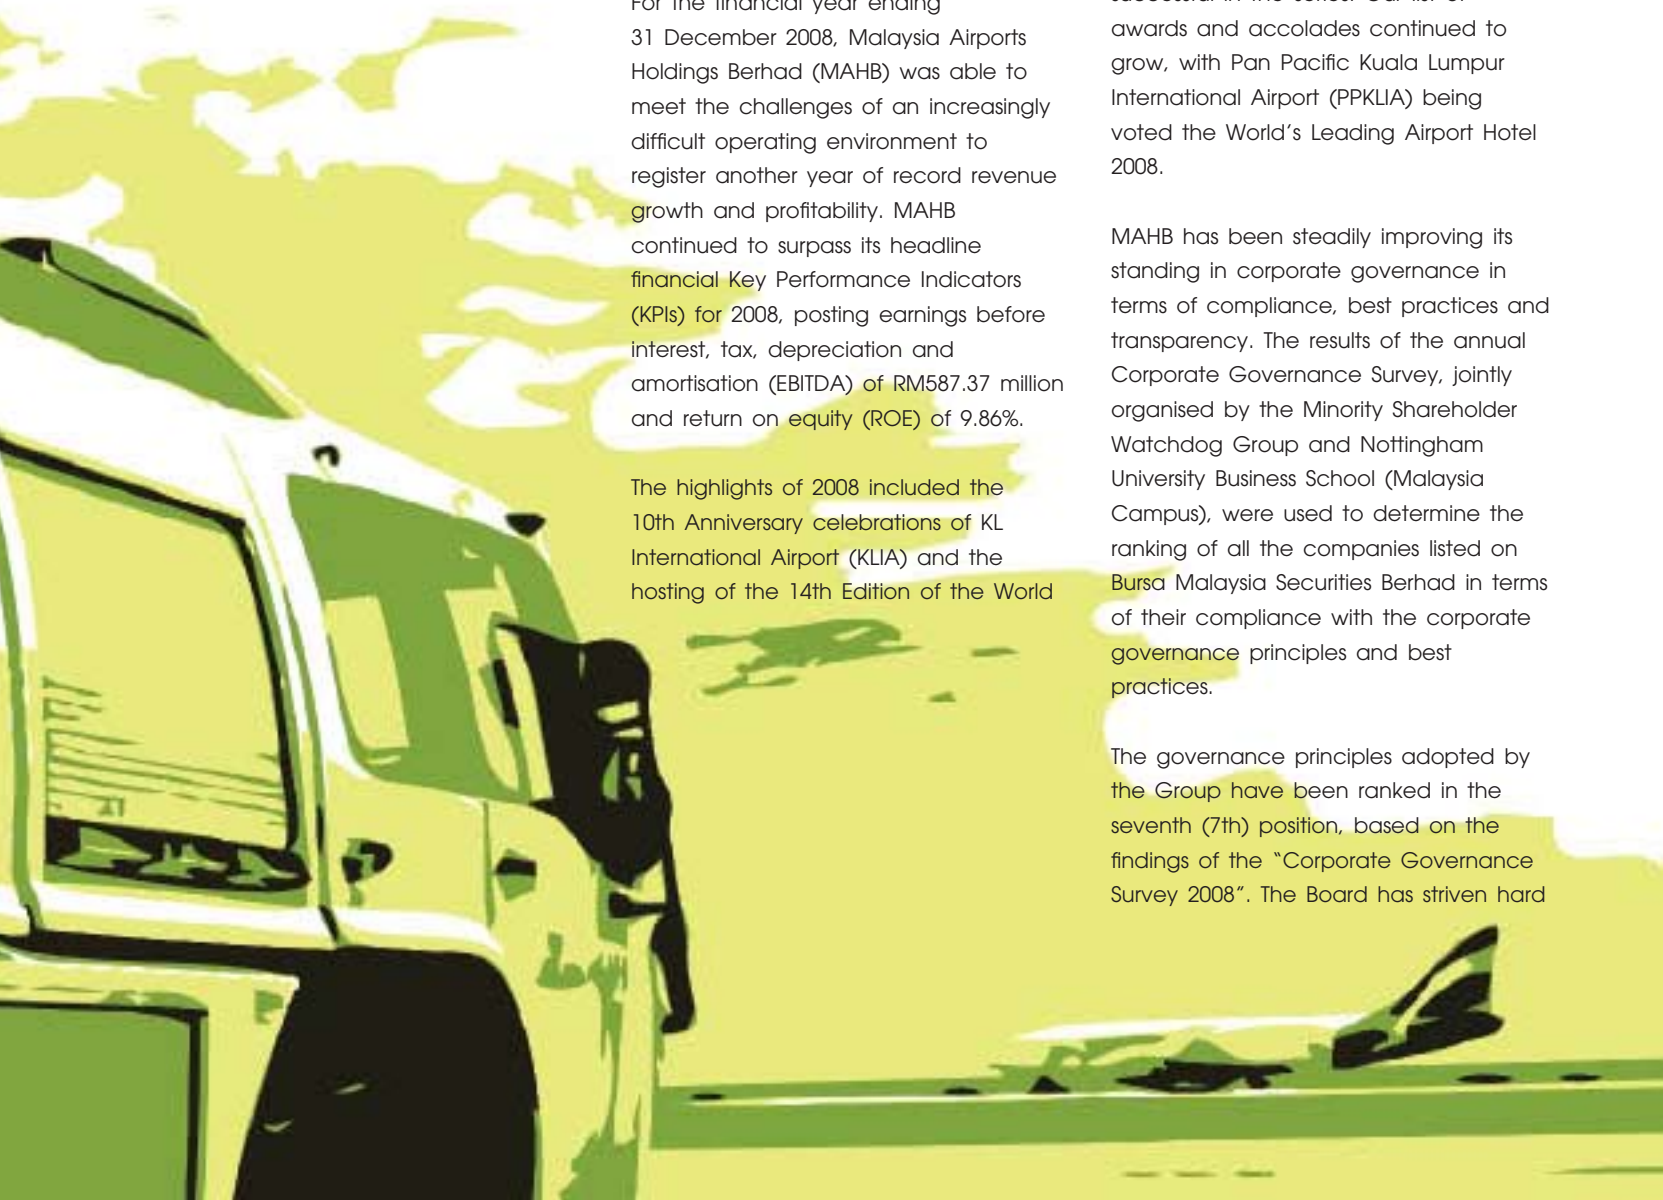 For the financial year ending
31 December 2008, Malaysia Airports
Holdings Berhad (MAHB) was able to
meet the challenges of an increasingly
difficult operating environment to
register another year of record revenue
growth and profitability. MAHB
continued to surpass its headline
financial Key Performance Indicators
(KPIs) for 2008, posting earnings before
interest, tax, depreciation and
amortisation (EBITDA) of RM587.37 million
and return on equity (ROE) of 9.86%.
The highlights of 2008 included the
10th Anniversary celebrations of KL
International Airport (KLIA) and the
hosting of the 14th Edition of the World
awards and accolades continued to
grow, with Pan Pacific Kuala Lumpur
International Airport (PPKLIA) being
voted the World's Leading Airport Hotel
2008.
MAHB has been steadily improving its
standing in corporate governance in
terms of compliance, best practices and
transparency. The results of the annual
Corporate Governance Survey, jointly
organised by the Minority Shareholder
Watchdog Group and Nottingham
University Business School (Malaysia
Campus), were used to determine the
ranking of all the companies listed on
Bursa Malaysia Securities Berhad in terms
of their compliance with the corporate
governance principles and best
practices.
The governance principles adopted by
the Group have been ranked in the
seventh (7th) position, based on the
findings of the "Corporate Governance
Survey 2008". The Board has striven hard